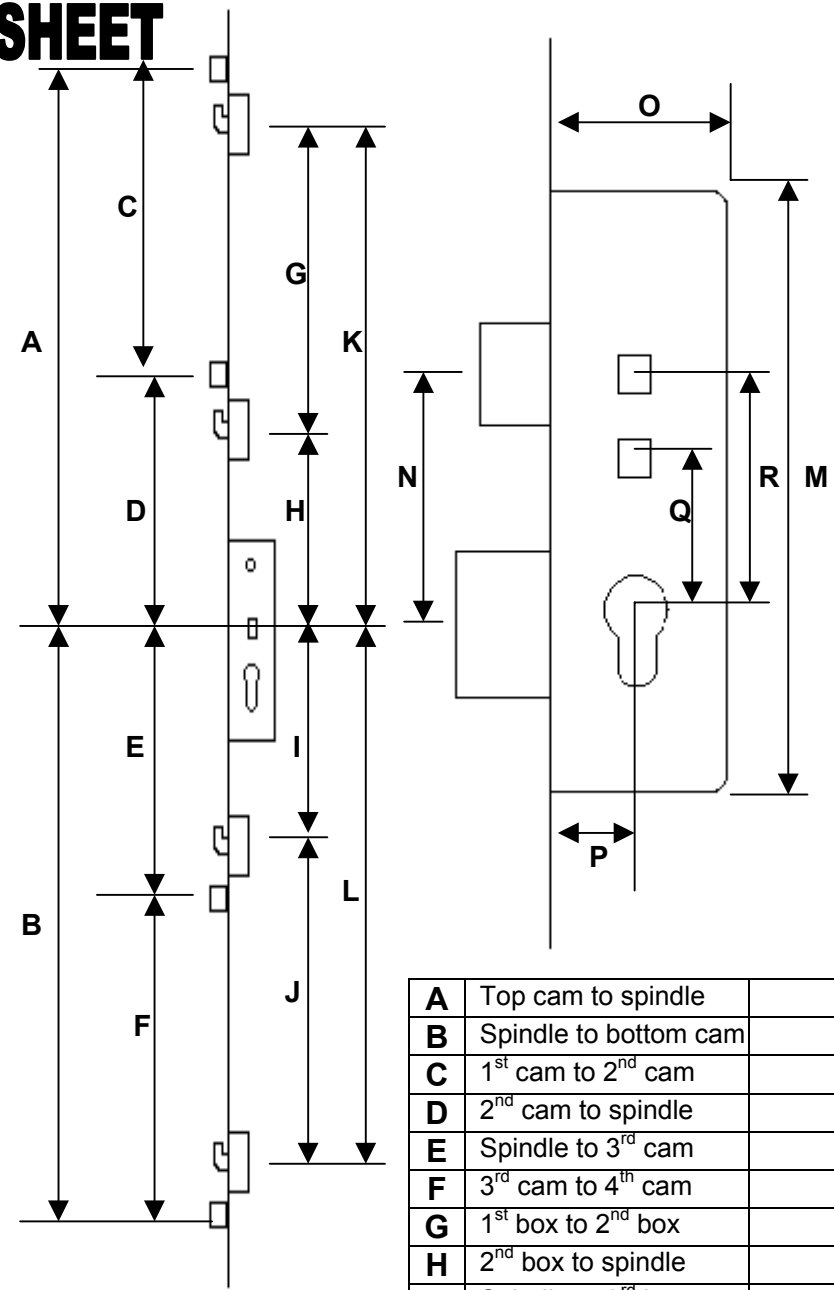 SHEET
O
C
G
A
K
N
R
M
D
H
Q
E
I
P
B
L
J
F
A Top cam to spindle
B Spindle to bottom cam
C 1st cam to 2nd cam
D 2nd cam to spindle
E Spindle to 3rd cam
F 3rd cam to 4th cam
G 1st box to 2nd box
H 2nd box to spindle